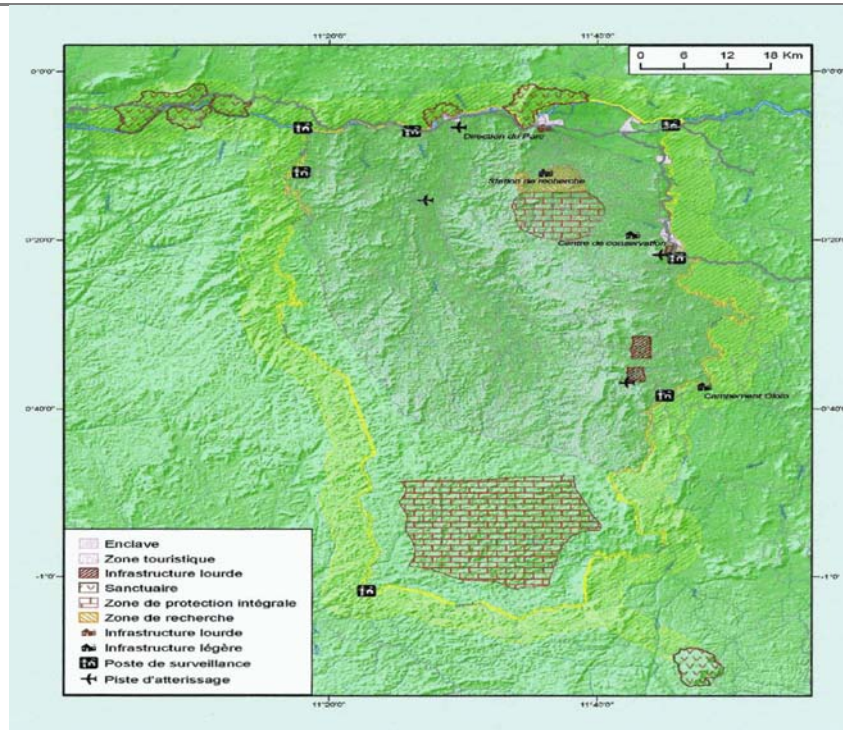 11°20'0"
11°40'0"
0 6 12 18 Km
0°0'0"
0°0'0"
Direction du Parc
Station de recherche
Centre de conservation
0°20'0"
0°20'0"
0°40'0"
0°40'0"
Campement
-1°0'
-1°0'
Enclave
Zone touristique
Infrastructure lourde
Sanctuaire
Zone de protection intégrale
Zone de recherche
Infrastructure lourde
Infrastructure légère
Poste de surveillance
Piste d'atterissage
11°20'0"
11°40'0"